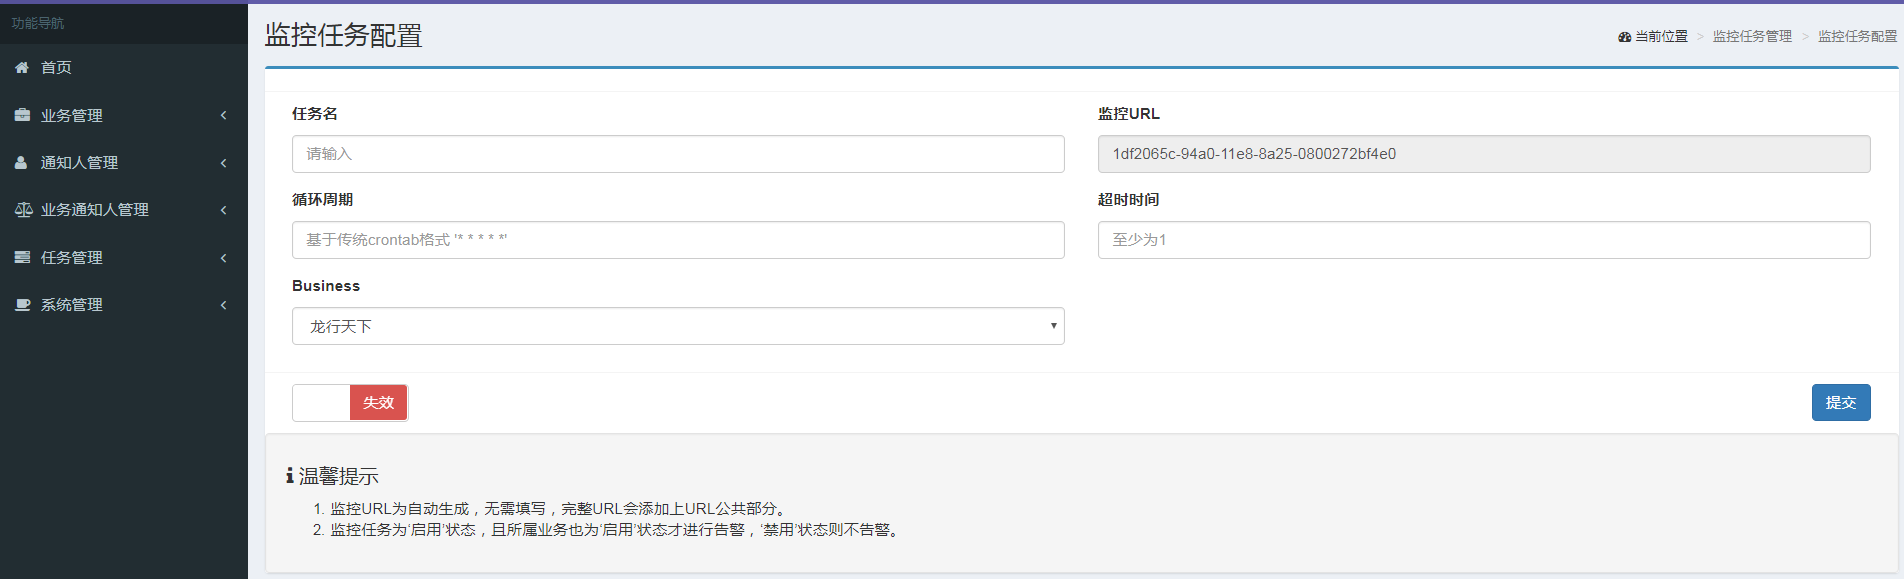 功能导航
首页
业务管理
通知人管理
业务通知人管理
任务管理
系统管理
监控任务配置
当前位置 > 监控任务管理 > 监控任务配置
任务名
请输入
监控URL
1df2065c-94a0-11e8-8a25-0800272bf4e0
循环周期
基于传统crontab格式 '* * * * *'
超时时间
至少为1
Business
龙行天下
失效
提交
温馨提示
1. 监控URL为自动生成，无需填写，完整URL会添加上URL公共部分。
2. 监控任务为‘启用’状态，且所属业务也为‘启用’状态才进行告警，‘禁用’状态则不告警。